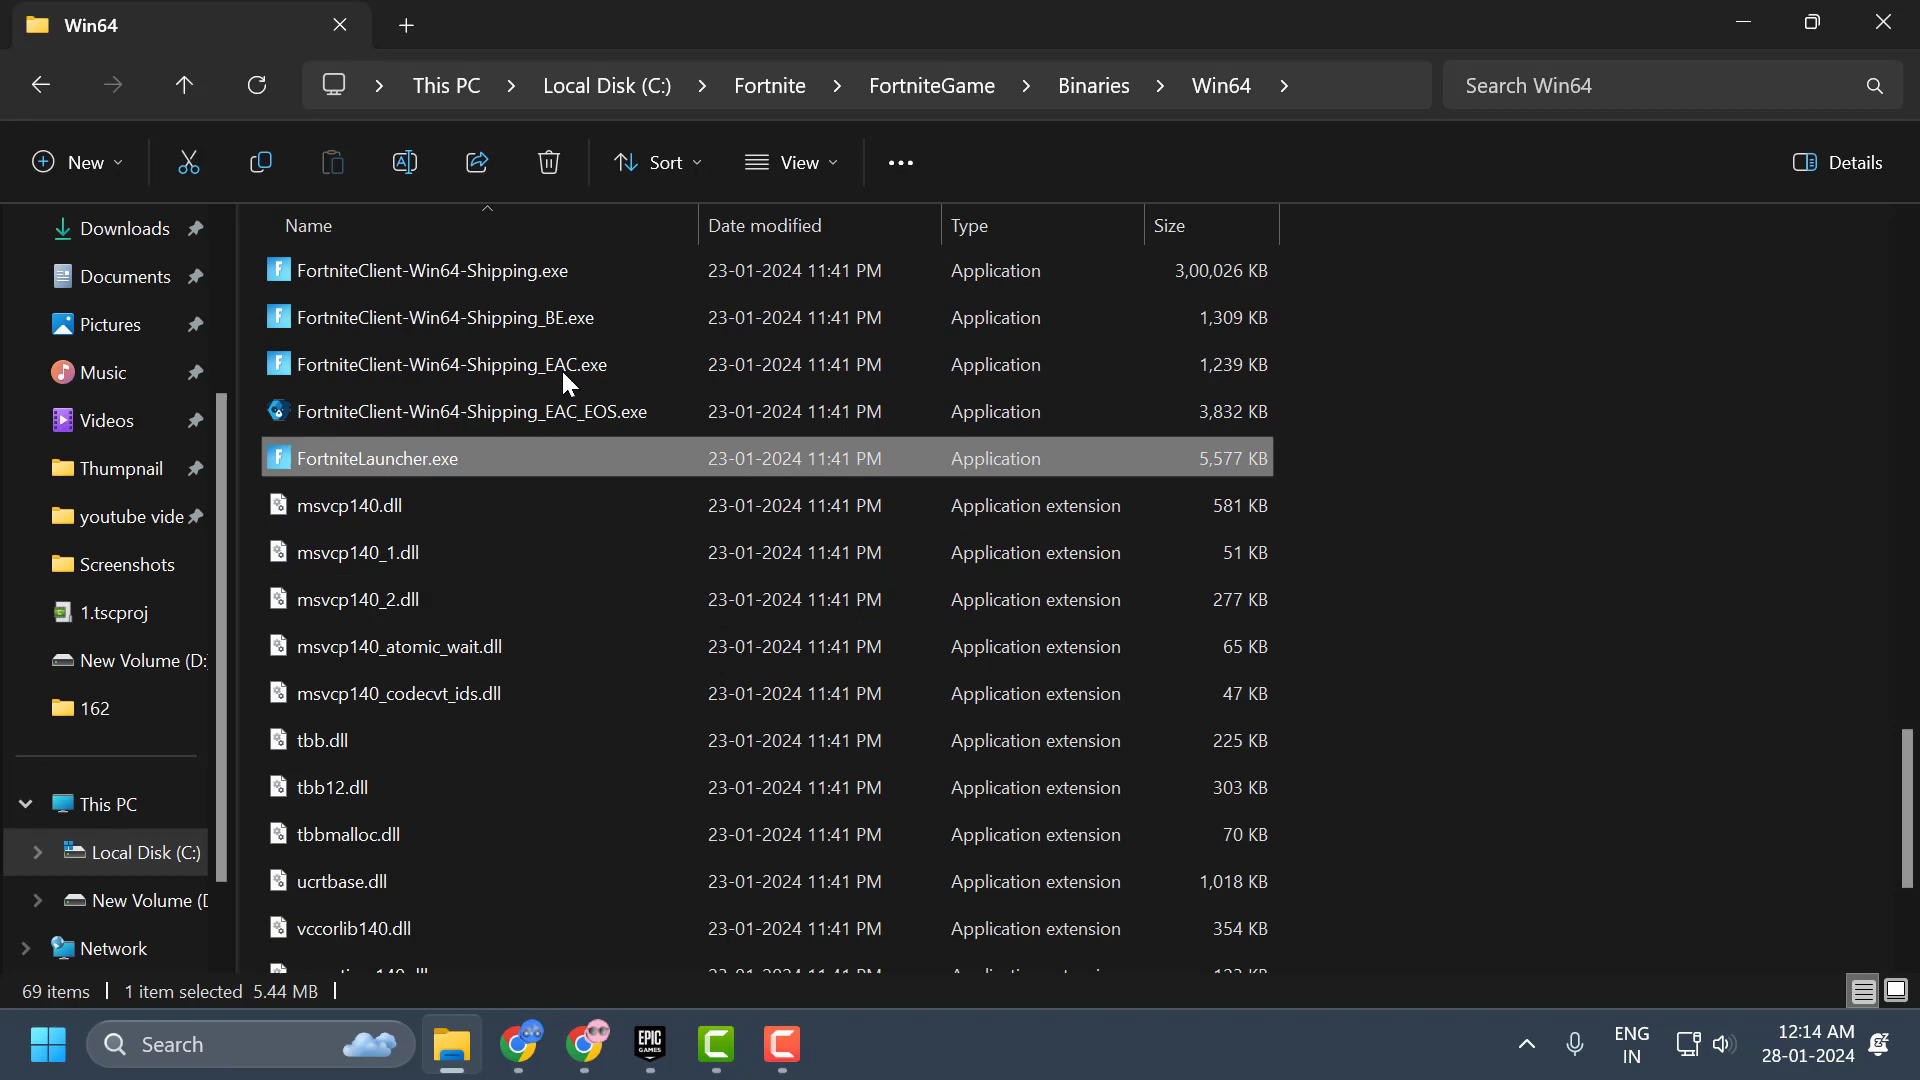 Win64
This PC
Local Disk (C:)
Fortnite
FortniteGame
Binaries
Win64
Search Win64
New
Sort
View
Details
Downloads
Documents
Pictures
Music
Videos
Thumpnail
youtube vide
Screenshots
1.tscproj
New Volume (D:
162
This PC
Local Disk (C:)
New Volume (D
Network
Name Date modified Type Size
FortniteClient-Win64-Shipping.exe 23-01-2024 11:41 PM Application 3,00,026 KB
FortniteClient-Win64-Shipping_BE.exe 23-01-2024 11:41 PM Application 1,309 KB
FortniteClient-Win64-Shipping_EAC.exe 23-01-2024 11:41 PM Application 1,239 KB
FortniteClient-Win64-Shipping_EAC_EOS.exe 23-01-2024 11:41 PM Application 3,832 KB
FortniteLauncher.exe 23-01-2024 11:41 PM Application 5,577 KB
msvcp140.dll 23-01-2024 11:41 PM Application extension 581 KB
msvcp140_1.dll 23-01-2024 11:41 PM Application extension 51 KB
msvcp140_2.dll 23-01-2024 11:41 PM Application extension 277 KB
msvcp140_atomic_wait.dll 23-01-2024 11:41 PM Application extension 65 KB
msvcp140_codecvt_ids.dll 23-01-2024 11:41 PM Application extension 47 KB
tbb.dll 23-01-2024 11:41 PM Application extension 225 KB
tbb12.dll 23-01-2024 11:41 PM Application extension 303 KB
tbbmalloc.dll 23-01-2024 11:41 PM Application extension 70 KB
ucrtbase.dll 23-01-2024 11:41 PM Application extension 1,018 KB
vccorlib140.dll 23-01-2024 11:41 PM Application extension 354 KB
69 items 1 item selected 5.44 MB
Search
EPIC
GAMES
ENG
IN
12:14 AM
28-01-2024